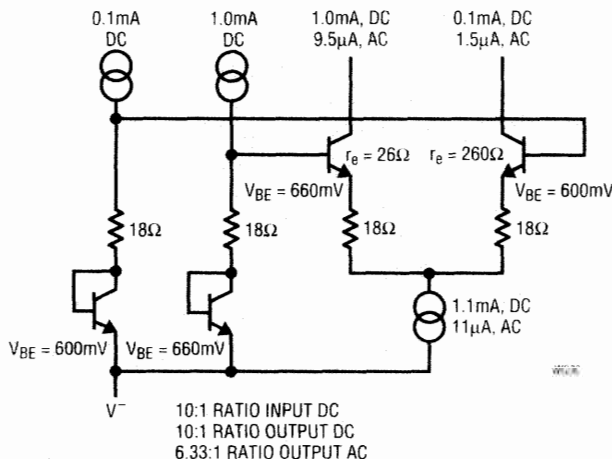 0.1mA
DC
1.0mA
DC
1.0mA, DC
9.5µA, AC
0.1mA, DC
1.5µA, AC
re = 26Ω
re = 260Ω
VBE = 660mV
VBE = 600mV
18Ω
18Ω
18Ω
18Ω
1.1mA, DC
11µA, AC
VBE = 600mV
VBE = 660mV
V−
10:1 RATIO INPUT DC
10:1 RATIO OUTPUT DC
6.33:1 RATIO OUTPUT AC